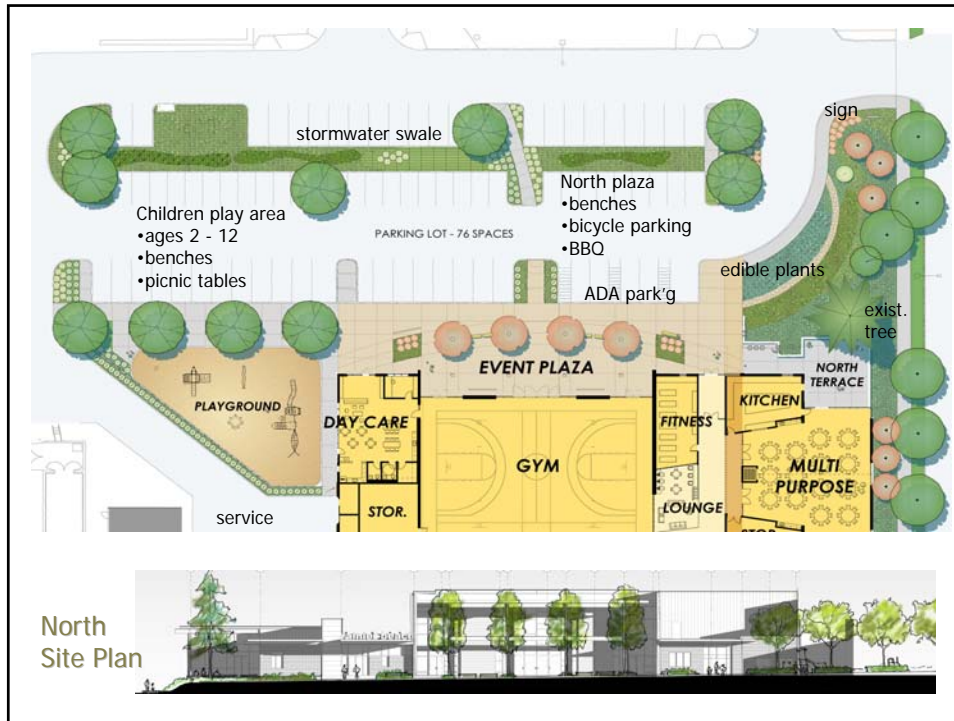 sign
stormwater swale
North plaza
•benches
•bicycle parking
•BBQ
Children play area
•ages 2 - 12
•benches
•picnic tables
PARKING LOT - 76 SPACES
edible plants
ADA park'g
exist.
tree
EVENT PLAZA
NORTH
TERRACE
PLAYGROUND
DAY CARE
FITNESS
KITCHEN
GYM
MULTI
PURPOSE
STOR.
LOUNGE
service
North
Site Plan